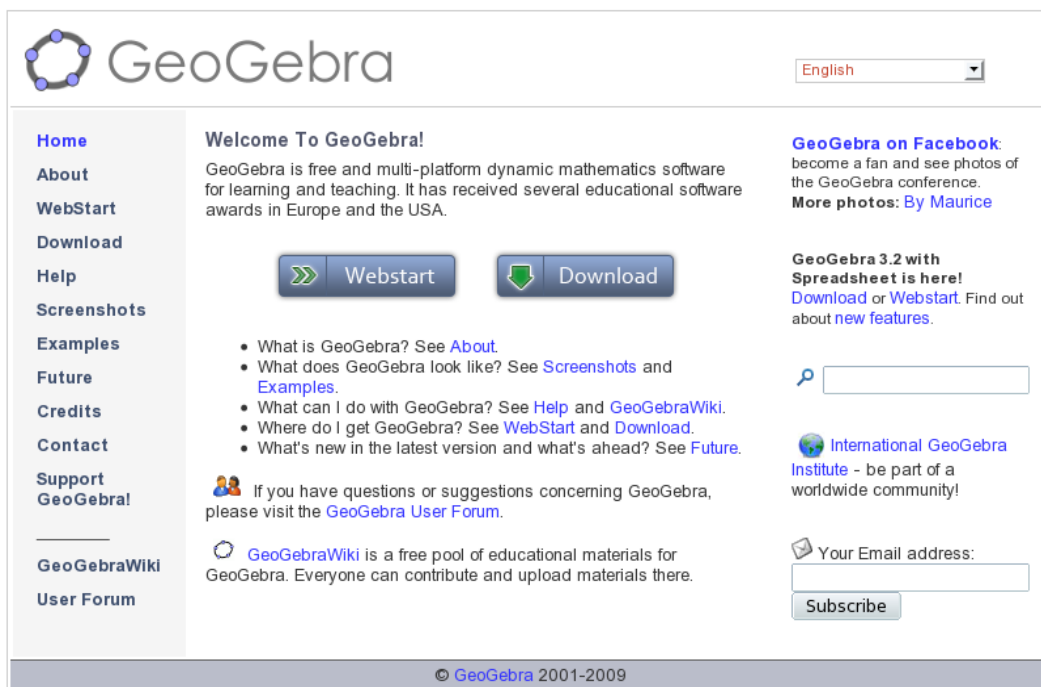 GeoGebra
English
Home
About
WebStart
Download
Help
Screenshots
Examples
Future
Credits
Contact
Support
GeoGebra!
GeoGebraWiki
User Forum
Welcome To GeoGebra!
GeoGebra is free and multi-platform dynamic mathematics software
for learning and teaching. It has received several educational software
awards in Europe and the USA.
Webstart
Download
• What is GeoGebra? See About.
• What does GeoGebra look like? See Screenshots and
Examples.
• What can I do with GeoGebra? See Help and GeoGebraWiki.
• Where do I get GeoGebra? See WebStart and Download.
• What's new in the latest version and what's ahead? See Future.
If you have questions or suggestions concerning GeoGebra,
please visit the GeoGebra User Forum.
GeoGebraWiki is a free pool of educational materials for
GeoGebra. Everyone can contribute and upload materials there.
GeoGebra on Facebook:
become a fan and see photos of
the GeoGebra conference.
More photos: By Maurice
GeoGebra 3.2 with
Spreadsheet is here!
Download or Webstart. Find out
about new features.
International GeoGebra
Institute - be part of a
worldwide community!
Your Email address:
Subscribe
© GeoGebra 2001-2009